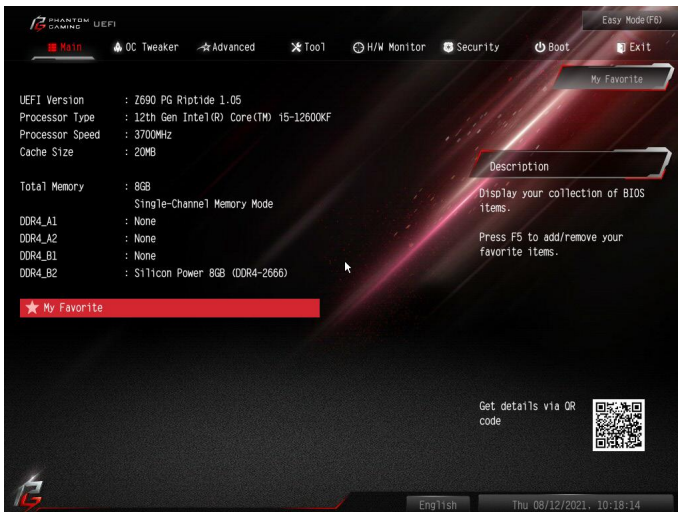 PHANTOM GAMING UEFI
Easy Mode(F6)
Main OC Tweaker Advanced Tool H/W Monitor Security Boot Exit
My Favorite
UEFI Version : Z690 PG Riptide 1.05
Processor Type : 12th Gen Intel(R) Core(TM) i5-12600KF
Processor Speed : 3700MHz
Cache Size : 20MB
Total Memory : 8GB
Single-Channel Memory Mode
DDR4_A1 : None
DDR4_A2 : None
DDR4_B1 : None
DDR4_B2 : Silicon Power 8GB (DDR4-2666)
My Favorite
Description
Display your collection of BIOS
items.
Press F5 to add/remove your
favorite items.
Get details via QR
code
English
Thu 08/12/2021. 10:18:14